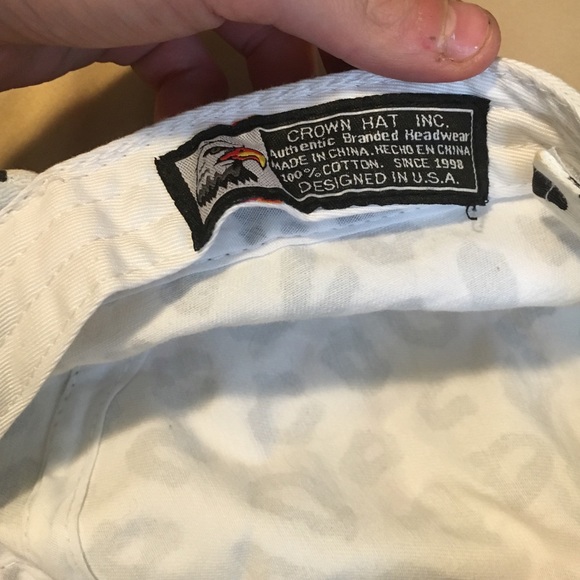 CROWN HAT INC.
Authentic Branded Headwear
MADE IN CHINA. HECHO EN CHINA
100% COTTON. SINCE 1998
DESIGNED IN U.S.A.